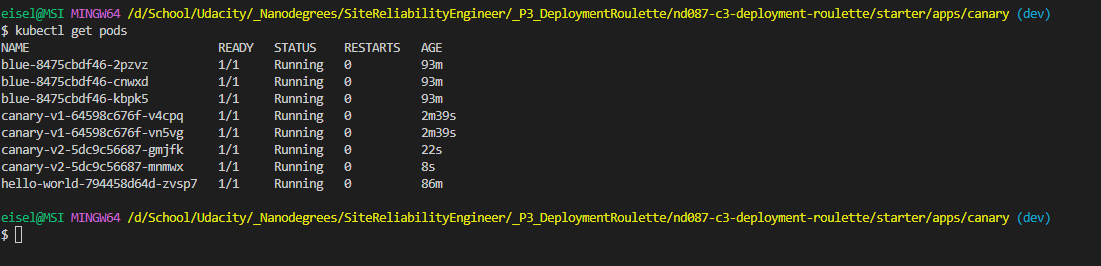 eisel@MSI MINGW64 /d/School/Udacity/_Nanodegrees/SiteReliabilityEngineer/_P3_DeploymentRoulette/nd087-c3-deployment-roulette/starter/apps/canary (dev)
$ kubectl get pods
NAME READY STATUS RESTARTS AGE
blue-8475cbdf46-2pzvz 1/1 Running 0 93m
blue-8475cbdf46-cnwxd 1/1 Running 0 93m
blue-8475cbdf46-kbpk5 1/1 Running 0 93m
canary-v1-64598c676f-v4cpq 1/1 Running 0 2m39s
canary-v1-64598c676f-vn5vg 1/1 Running 0 2m39s
canary-v2-5dc9c56687-gmjfk 1/1 Running 0 22s
canary-v2-5dc9c56687-mnmwx 1/1 Running 0 8s
hello-world-794458d64d-zvsp7 1/1 Running 0 86m
eisel@MSI MINGW64 /d/School/Udacity/_Nanodegrees/SiteReliabilityEngineer/_P3_DeploymentRoulette/nd087-c3-deployment-roulette/starter/apps/canary (dev)
$